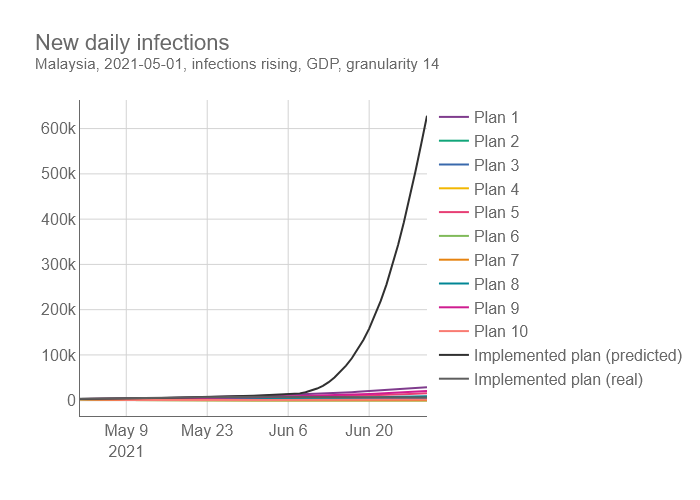 New daily infections
Malaysia, 2021-05-01, infections rising, GDP, granularity 14
600k
500k
400k
300k
200k
100k
0
May 9
2021
May 23
Jun 6
Jun 20
Plan 1
Plan 2
Plan 3
Plan 4
Plan 5
Plan 6
Plan 7
Plan 8
Plan 9
Plan 10
Implemented plan (predicted)
Implemented plan (real)